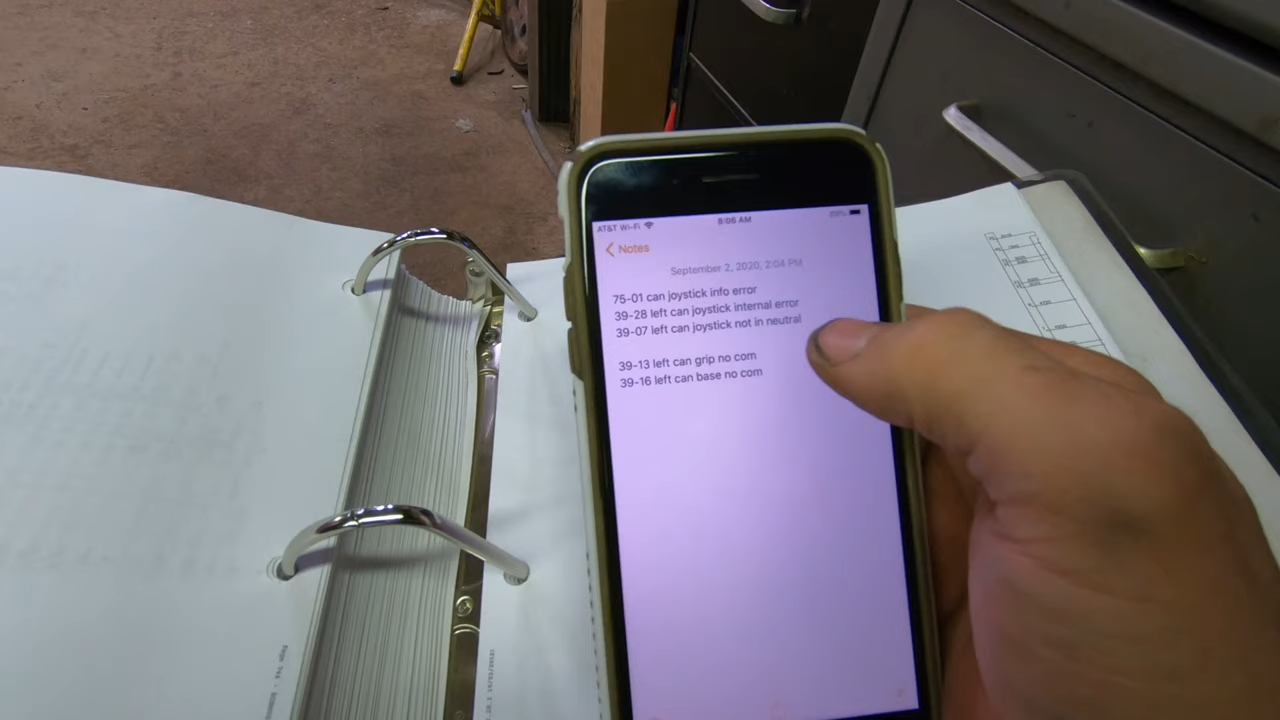 AT&T Wi-Fi
8:06 AM
Notes
September 2, 2020, 2:04 PM
75-01 can joystick info error
39-28 left can joystick internal error
39-07 left can joystick not in neutral
39-13 left can grip no com
39-16 left can base no com